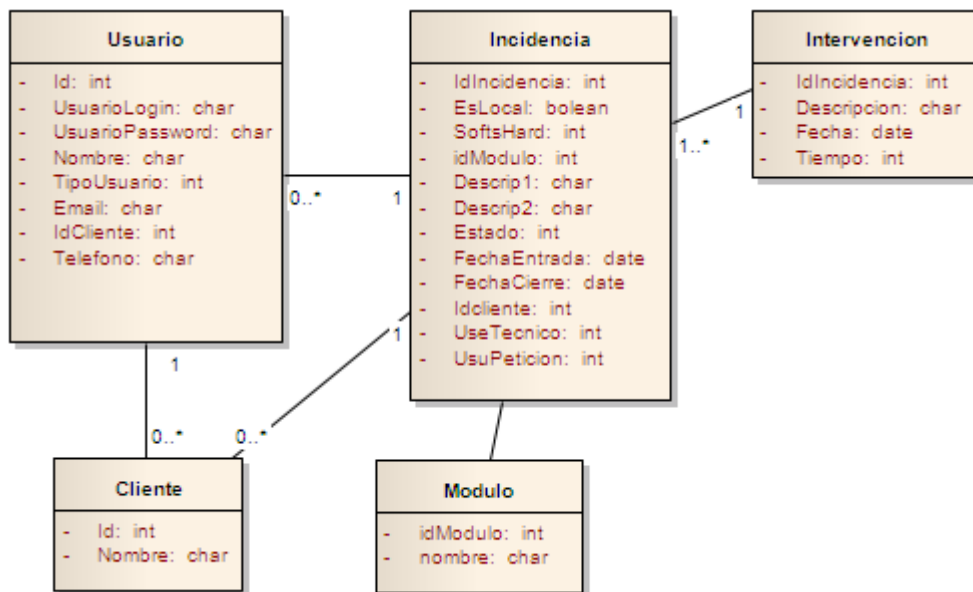 Usuario
- Id: int
- UsuarioLogin: char
- UsuarioPassword: char
- Nombre: char
- TipoUsuario: int
- Email: char
- IdCliente: int
- Telefono: char
Incidencia
- IdIncidencia: int
- EsLocal: bolean
- SoftsHard: int
- idModulo: int
- Descrip1: char
- Descrip2: char
- Estado: int
- FechaEntrada: date
- FechaCierre: date
- Idcliente: int
- UseTecnico: int
- UsuPeticion: int
Intervencion
- IdIncidencia: int
- Descripcion: char
- Fecha: date
- Tiempo: int
1
1..*
0..*
1
1
1
0..*
0..*
Cliente
- Id: int
- Nombre: char
Modulo
- idModulo: int
- nombre: char